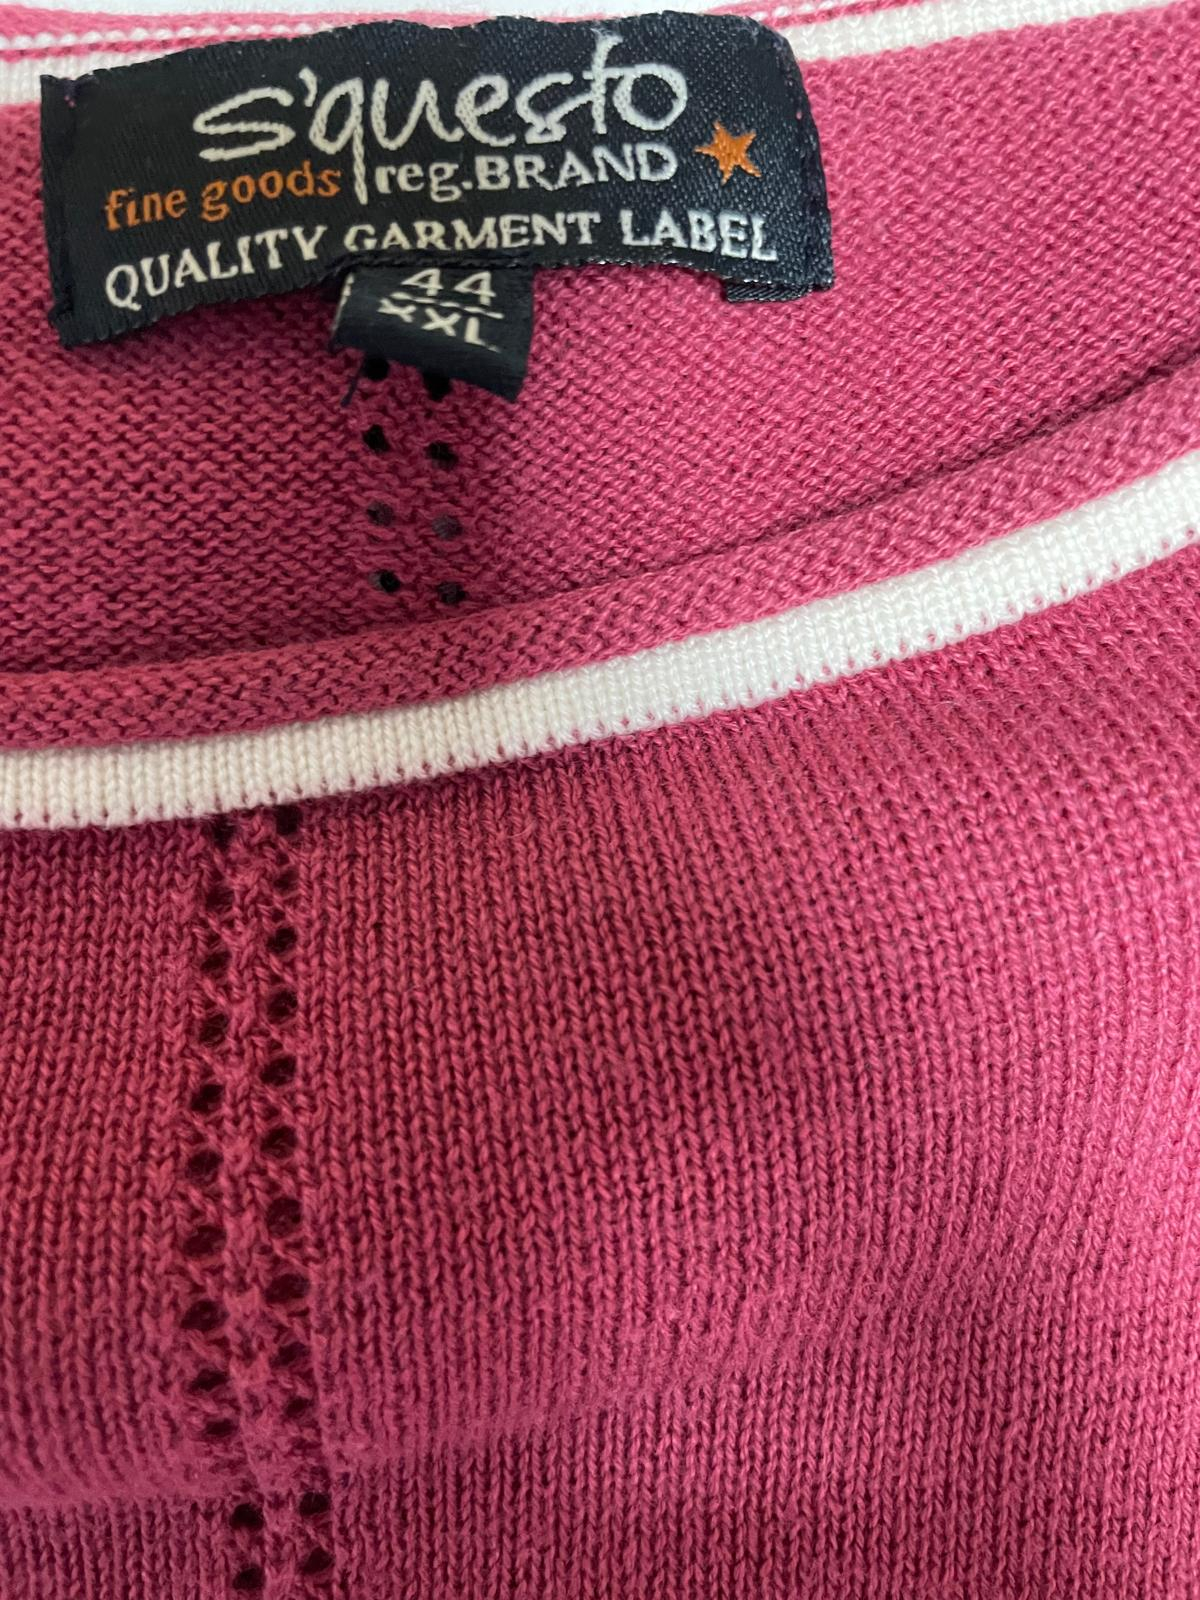 s'questo
fine goods reg.BRAND
QUALITY GARMENT LABEL
44
XXL